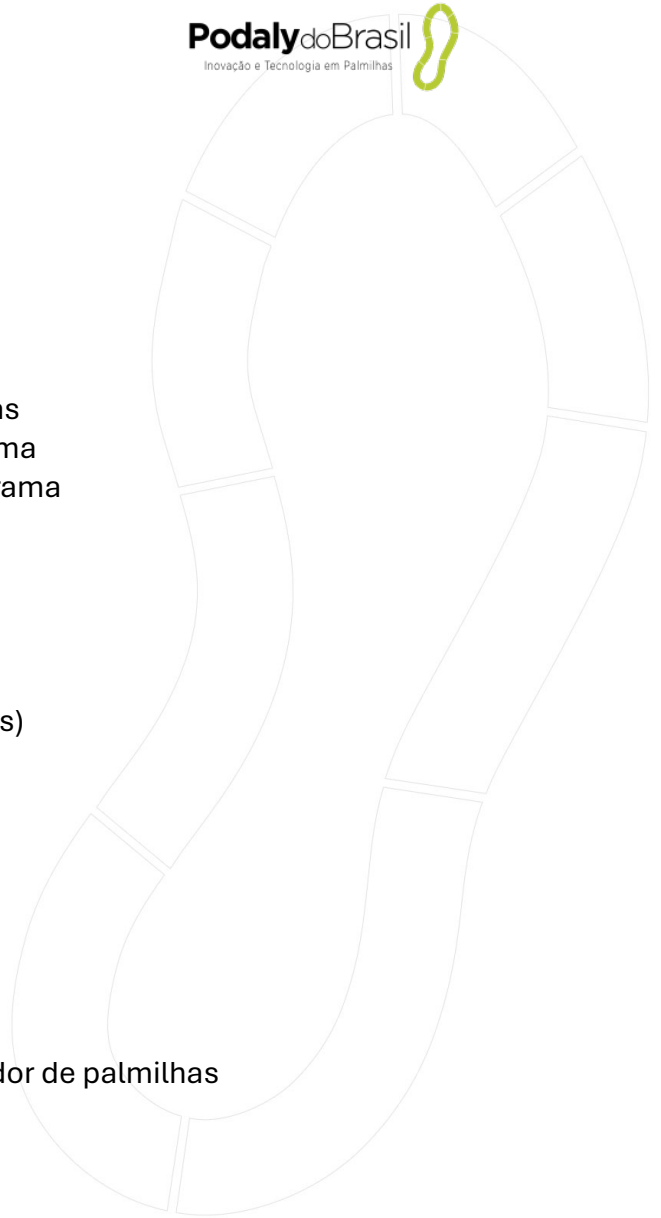 PodalydoBrasil
Inovação e Tecnologia em Palmilhas
as
ma
rama
s)
dor de palmilhas